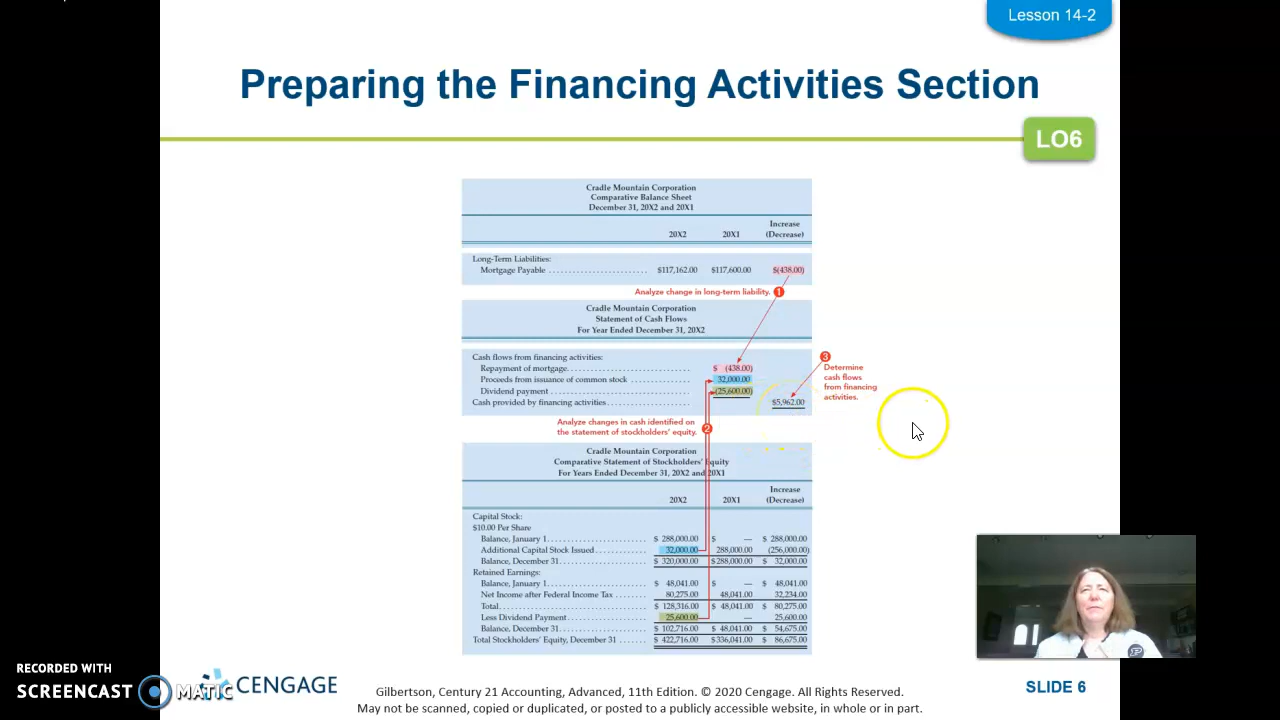 Lesson 14-2
Preparing the Financing Activities Section
LO6
Cradle Mountain Corporation
Comparative Balance Sheet
December 31, 20X2 and 20X1
Increase
20X2 20X1 (Decrease)
Long-Term Liabilities:
Mortgage Payable $117,162.00 $117,600.00 $(438.00)
Analyze change in long-term liability. 1
Cradle Mountain Corporation
Statement of Cash Flows
For Year Ended December 31, 20X2
Cash flows from financing activities:
Repayment of mortgage $ (438.00)
Proceeds from issuance of common stock 32,000.00
Dividend payment (25,600.00)
Cash provided by financing activities $5,962.00
3
Determine
cash flows
from financing
activities.
Analyze changes in cash identified on
the statement of stockholders' equity. 2
Cradle Mountain Corporation
Comparative Statement of Stockholders' Equity
For Years Ended December 31, 20X2 and 20X1
Increase
20X2 20X1 (Decrease)
Capital Stock:
$10.00 Per Share
Balance, January 1 $ 288,000.00 $ — $ 288,000.00
Additional Capital Stock Issued 32,000.00 288,000.00 (256,000.00)
Balance, December 31 $ 320,000.00 $288,000.00 $ 32,000.00
Retained Earnings:
Balance, January 1 $ 48,041.00 $ — $ 48,041.00
Net Income after Federal Income Tax 80,275.00 48,041.00 32,234.00
Total $ 128,316.00 $ 48,041.00 $ 80,275.00
Less Dividend Payment 25,600.00 — 25,600.00
Balance, December 31 $ 102,716.00 $ 48,041.00 $ 54,675.00
Total Stockholders' Equity, December 31 $ 422,716.00 $336,041.00 $ 86,675.00
RECORDED WITH
SCREENCAST MATIC
CENGAGE
Gilbertson, Century 21 Accounting, Advanced, 11th Edition. © 2020 Cengage. All Rights Reserved.
May not be scanned, copied or duplicated, or posted to a publicly accessible website, in whole or in part.
SLIDE 6
P